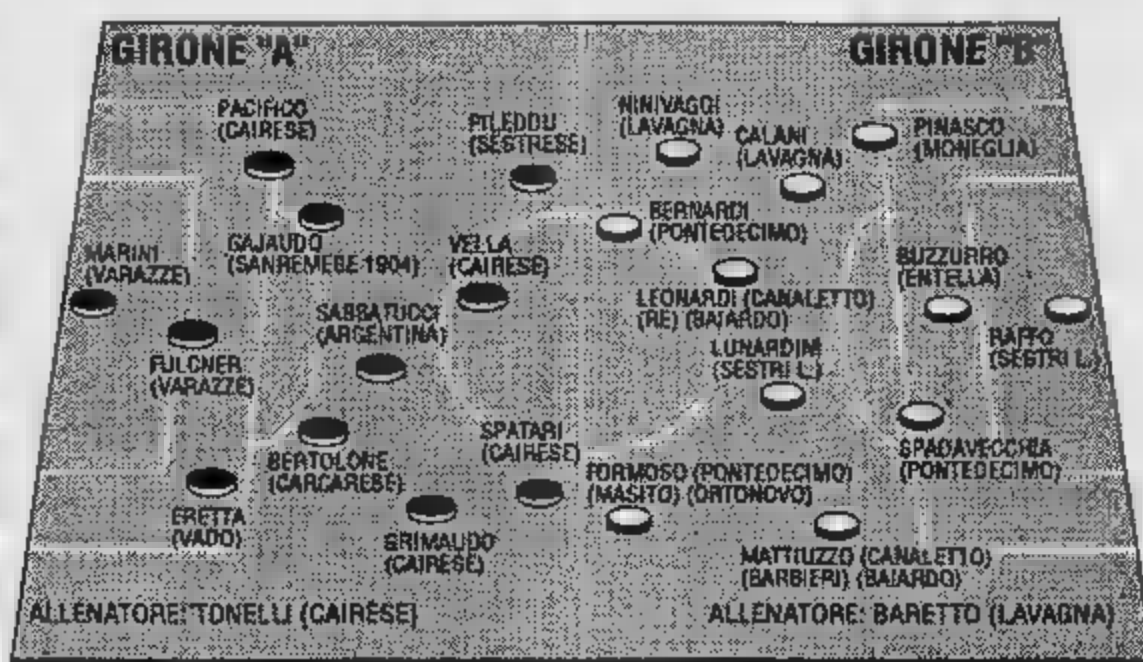 GIRONE "A"
GIRONE "B"
PACIFICO
(CAIRESE)
PILEDDU
(SESTRESE)
NINIVAGGI
(LAVAGNA)
CALANI
(LAVAGNA)
PINASCO
(MONEGLIA)
BERNARDI
(PONTEDECIMO)
MARINI
(VARAZZE)
GAJAUDO
(SANREMESE 1904)
VELLA
(CAIRESE)
BUZZURRO
(ENTELLA)
SABBATUCCI
(ARGENTINA)
LEONARDI (CANALETTO)
(RE) (BAIARDO)
RAFFO
(SESTRI L.)
FULCHER
(VARAZZE)
LUNARDINI
(SESTRI L.)
BERTOLONE
(CARCARESE)
SPATARI
(CAIRESE)
SPADAVECCHIA
(PONTEDECIMO)
FORMOSO (PONTEDECIMO)
(MASITO) (ORTONOVO)
ERETTA
(VADO)
GRIMAUDO
(CAIRESE)
MATTIUZZO (CANALETTO)
(BARBIERI) (BAIARDO)
ALLENATORE: TONELLI (CAIRESE)
ALLENATORE: BARETTO (LAVAGNA)